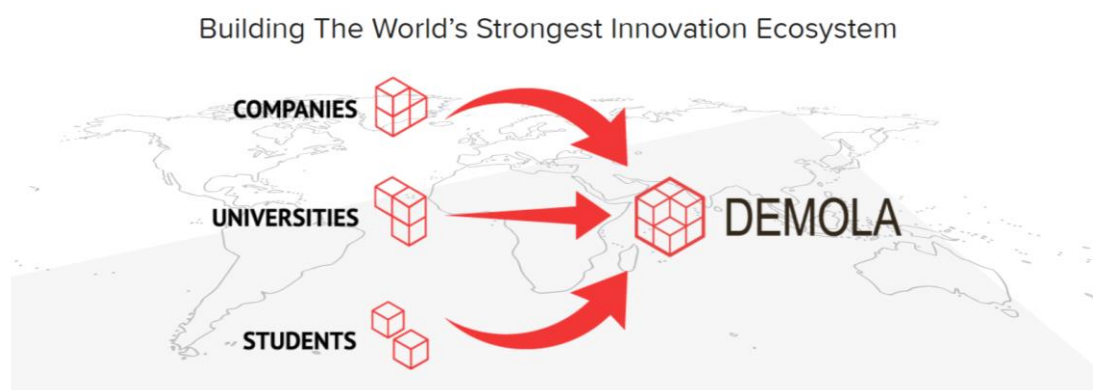 Building The World's Strongest Innovation Ecosystem
COMPANIES
UNIVERSITIES
DEMOLA
STUDENTS